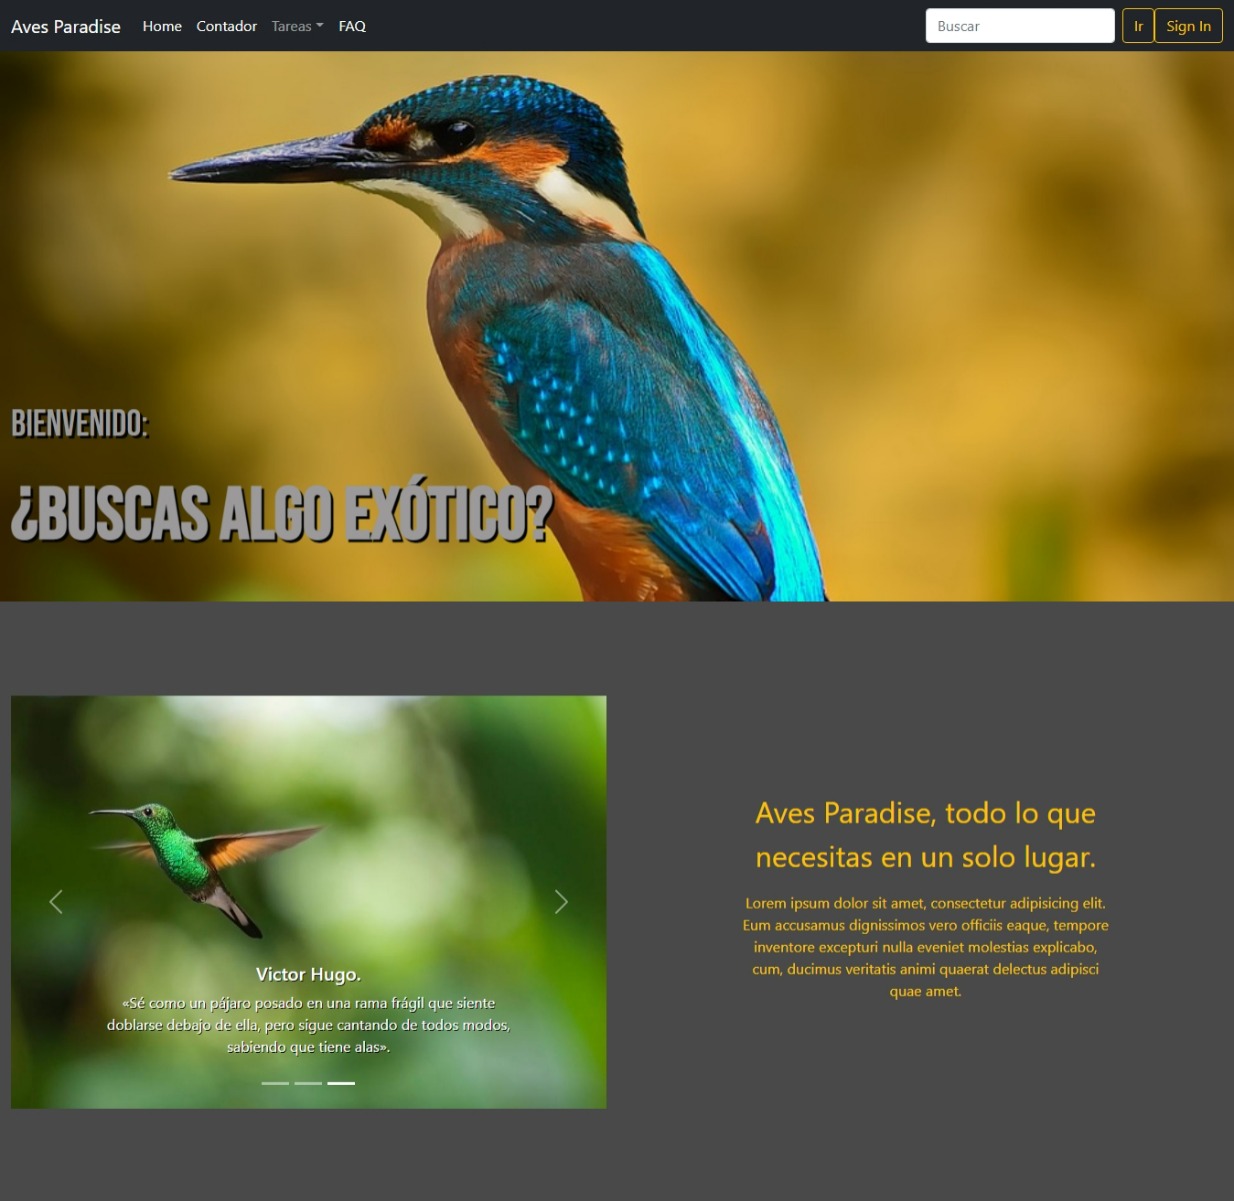 Aves Paradise Home Contador Tareas FAQ Buscar Ir Sign In
BIENVENIDO:
¿BUSCAS ALGO EXÓTICO?
Victor Hugo.
«Sé como un pájaro posado en una rama frágil que siente
doblarse debajo de ella, pero sigue cantando de todos modos,
sabiendo que tiene alas».
Aves Paradise, todo lo que
necesitas en un solo lugar.
Lorem ipsum dolor sit amet, consectetur adipisicing elit.
Eum accusamus dignissimos vero officiis eaque, tempore
inventore excepturi nulla eveniet molestias explicabo,
cum, ducimus veritatis animi quaerat delectus adipisci
quae amet.